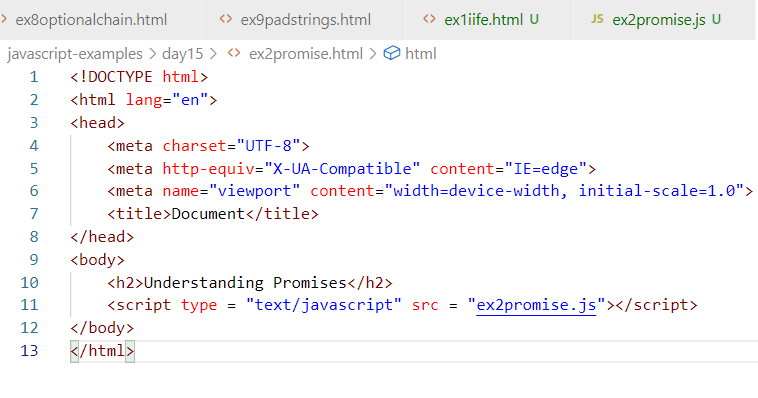 ex8optionalchain.html ex9padstrings.html ex1iife.html U JS ex2promise.js U
javascript-examples > day15 > ex2promise.html > html
1 <!DOCTYPE html>
2 <html lang="en">
3 <head>
4 <meta charset="UTF-8">
5 <meta http-equiv="X-UA-Compatible" content="IE=edge">
6 <meta name="viewport" content="width=device-width, initial-scale=1.0">
7 <title>Document</title>
8 </head>
9 <body>
10 <h2>Understanding Promises</h2>
11 <script type = "text/javascript" src = "ex2promise.js"></script>
12 </body>
13 </html>